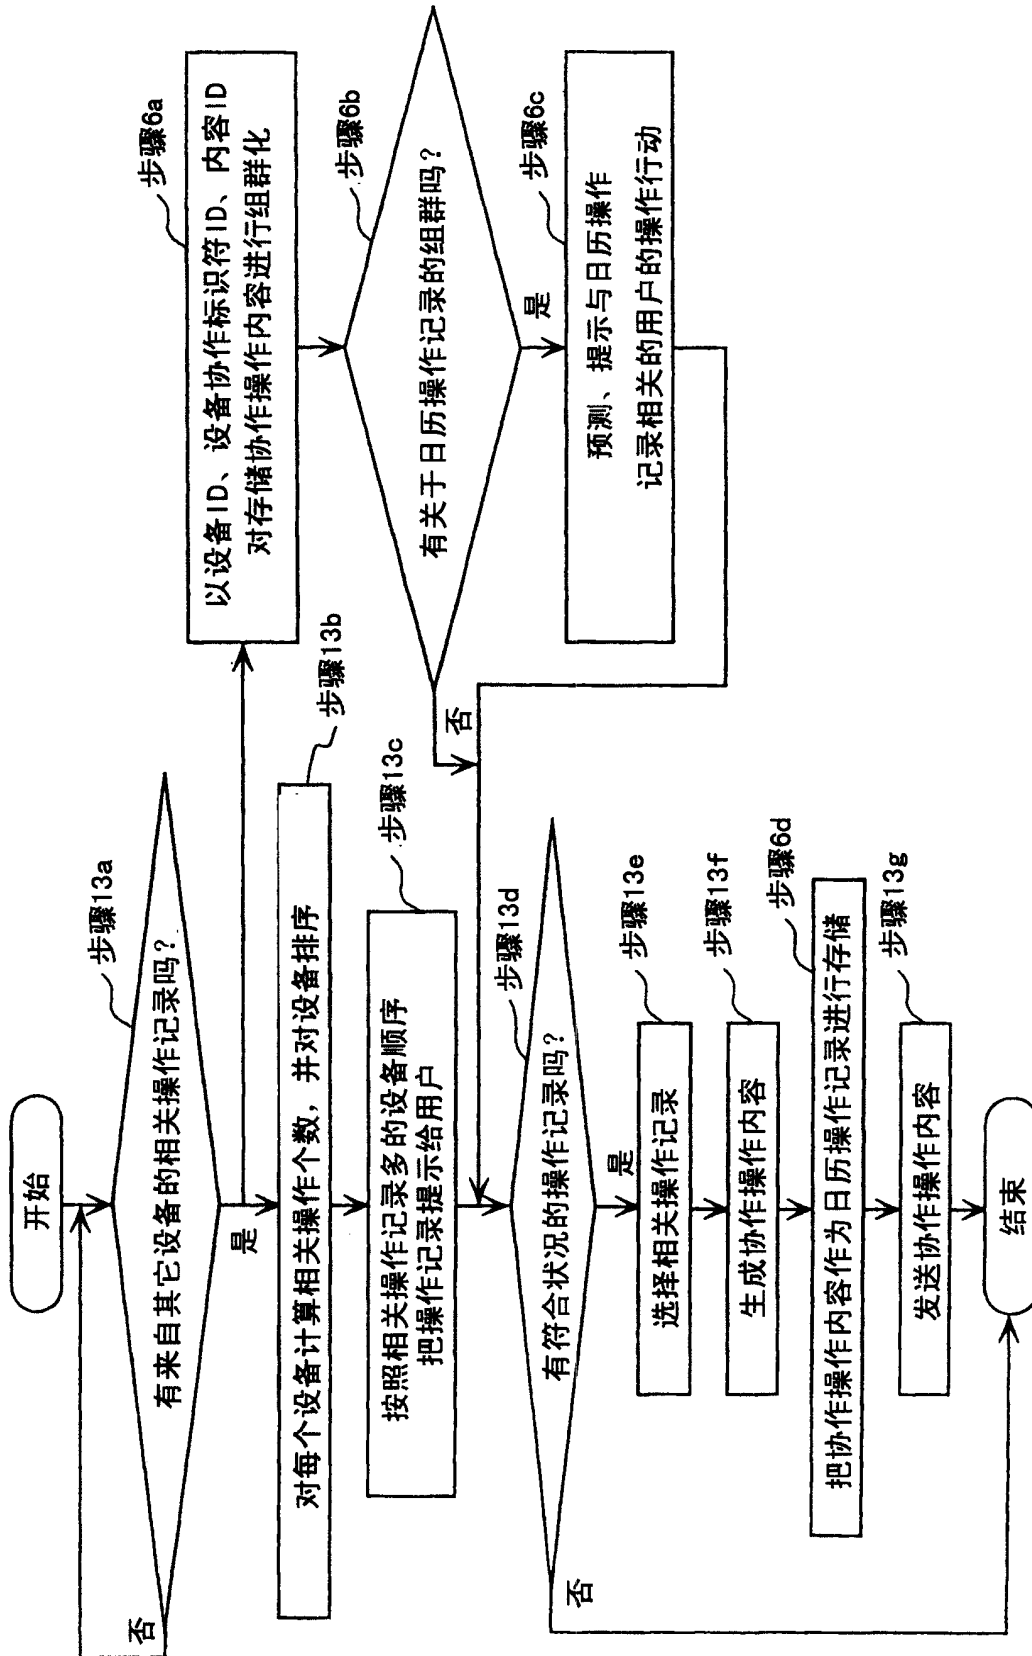 开始
步骤13a
有来自其它设备的相关操作记录吗?
否
是
步骤13b
对每个设备计算相关操作个数，并对设备排序
步骤13c
按照相关操作记录多的设备顺序
把操作记录提示给用户
步骤6a
以设备ID、设备协作标识符ID、内容ID
对存储协作操作内容进行组群化
步骤6b
有关于日历操作记录的组群吗?
否
是
步骤6c
预测、提示与日历操作
记录相关的用户的操作行动
步骤13d
有符合状况的操作记录吗?
否
是
步骤13e
选择相关操作记录
步骤13f
生成协作操作内容
步骤6d
把协作操作内容作为日历操作记录进行存储
步骤13g
发送协作操作内容
结束